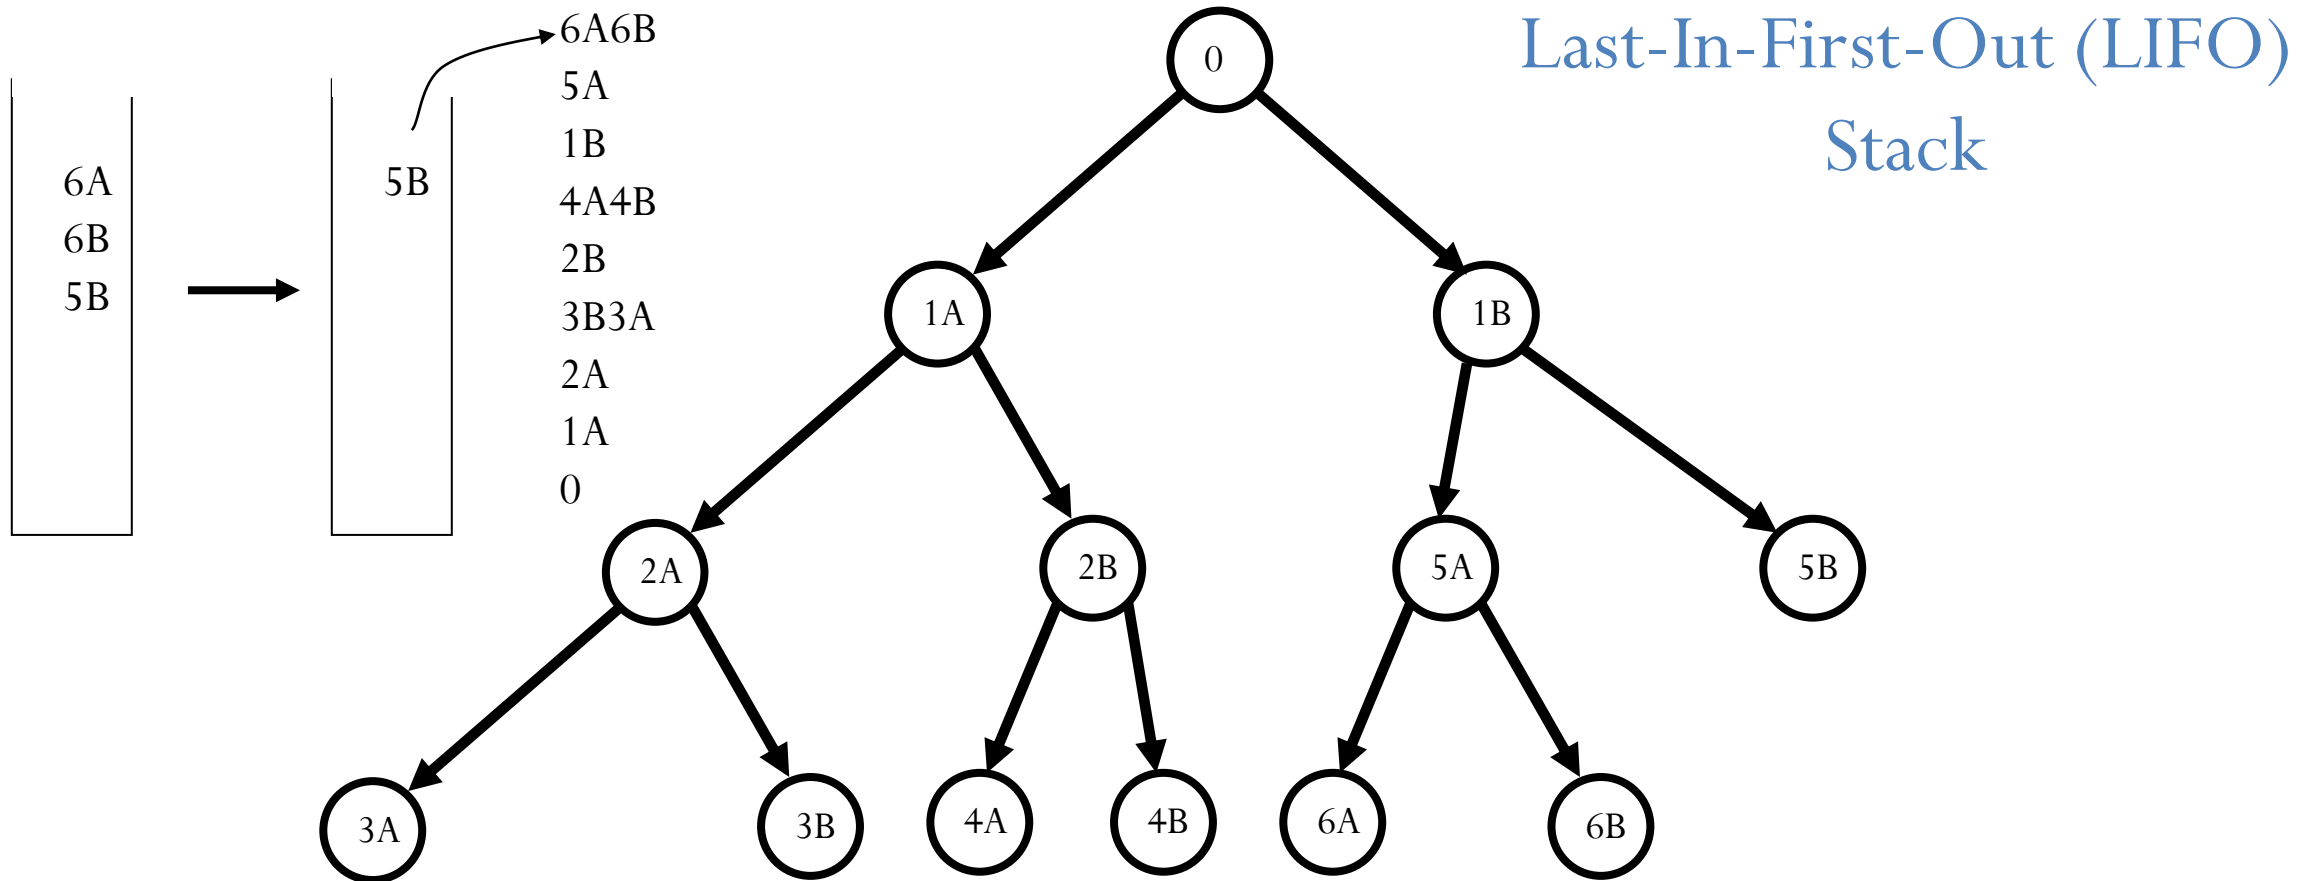 Last-In-First-Out (LIFO)
Stack
6A
6B
5B
5B
6A6B
5A
1B
4A4B
2B
3B3A
2A
1A
0
0
1A
1B
2A
2B
5A
5B
3A
3B
4A
4B
6A
6B